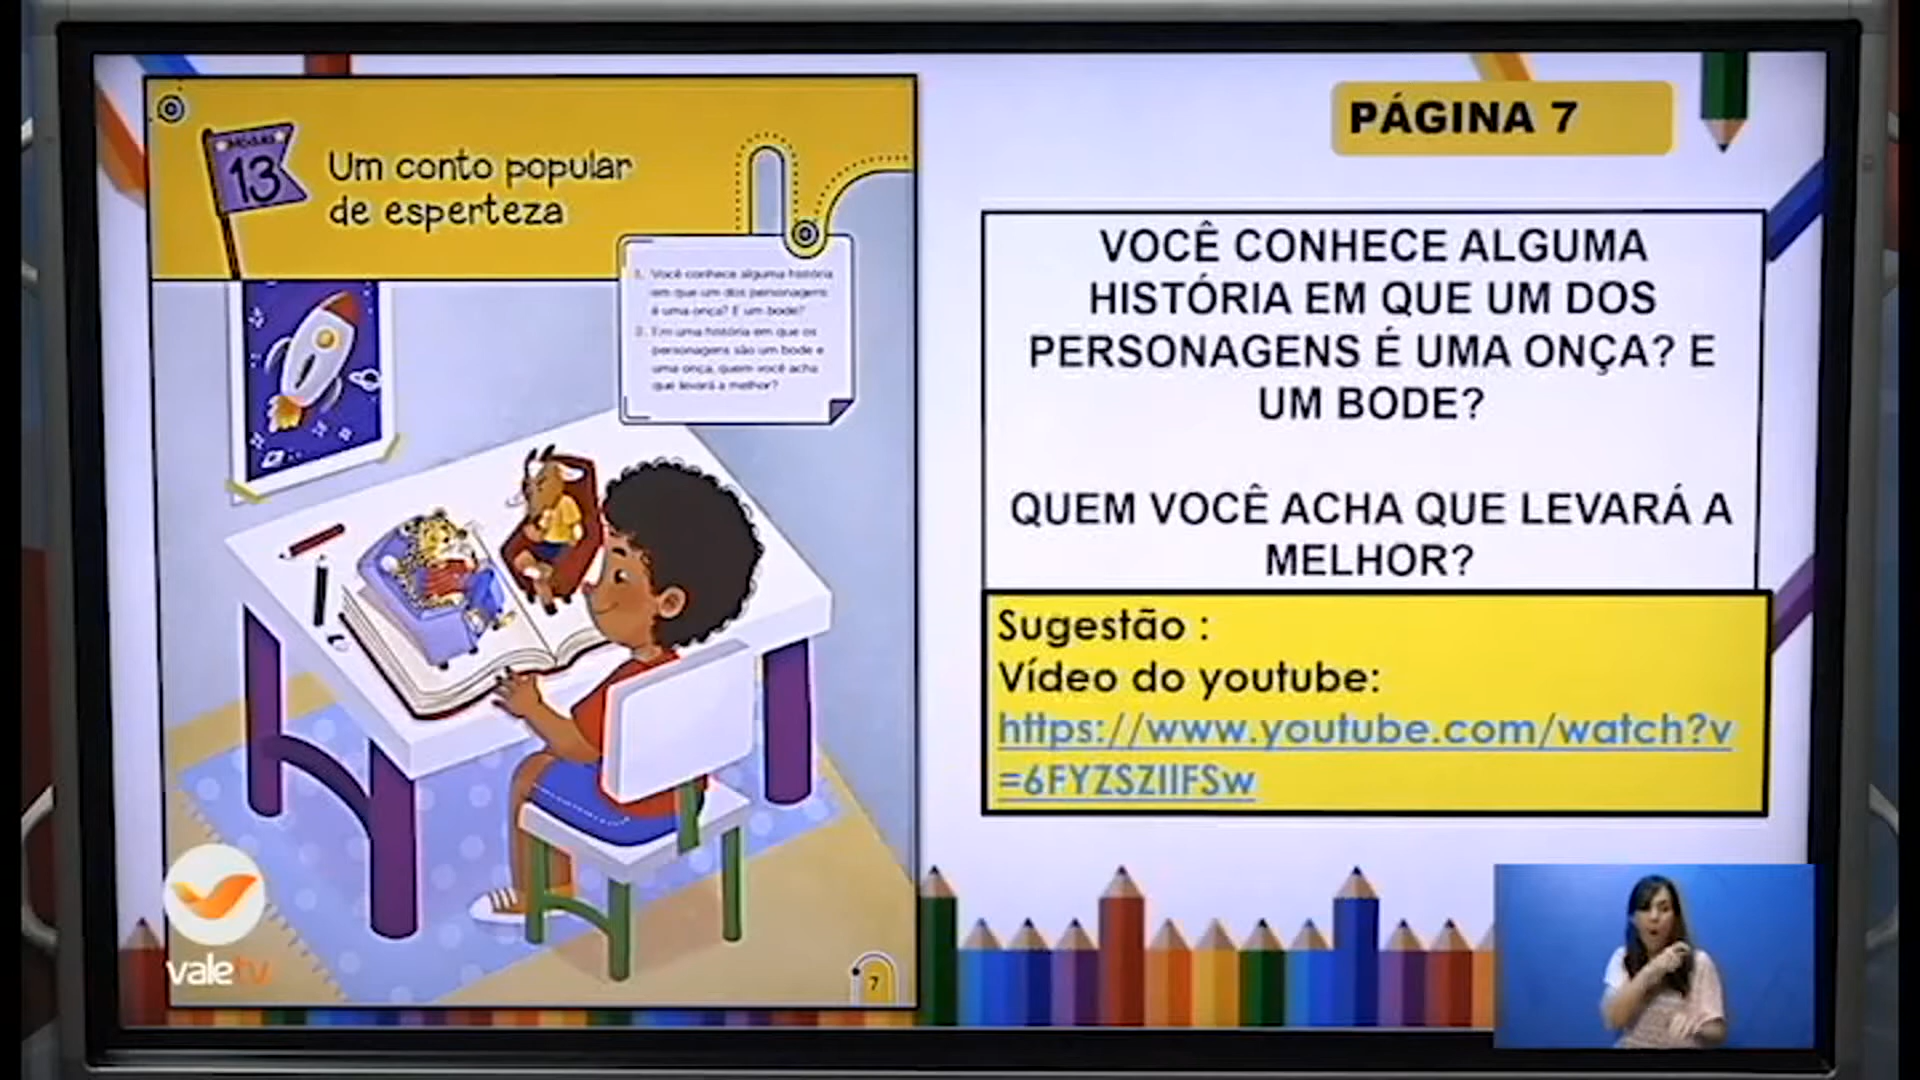 MÓDULO
13
Um conto popular
de esperteza
1. Você conhece alguma história
em que um dos personagens
é uma onça? E um bode?
2. Em uma história em que os
personagens são um bode e
uma onça, quem você acha
que levará a melhor?
7
valetv
PÁGINA 7
VOCÊ CONHECE ALGUMA
HISTÓRIA EM QUE UM DOS
PERSONAGENS É UMA ONÇA? E
UM BODE?
QUEM VOCÊ ACHA QUE LEVARÁ A
MELHOR?
Sugestão :
Vídeo do youtube:
https://www.youtube.com/watch?v
=6FYZSZIIFSw